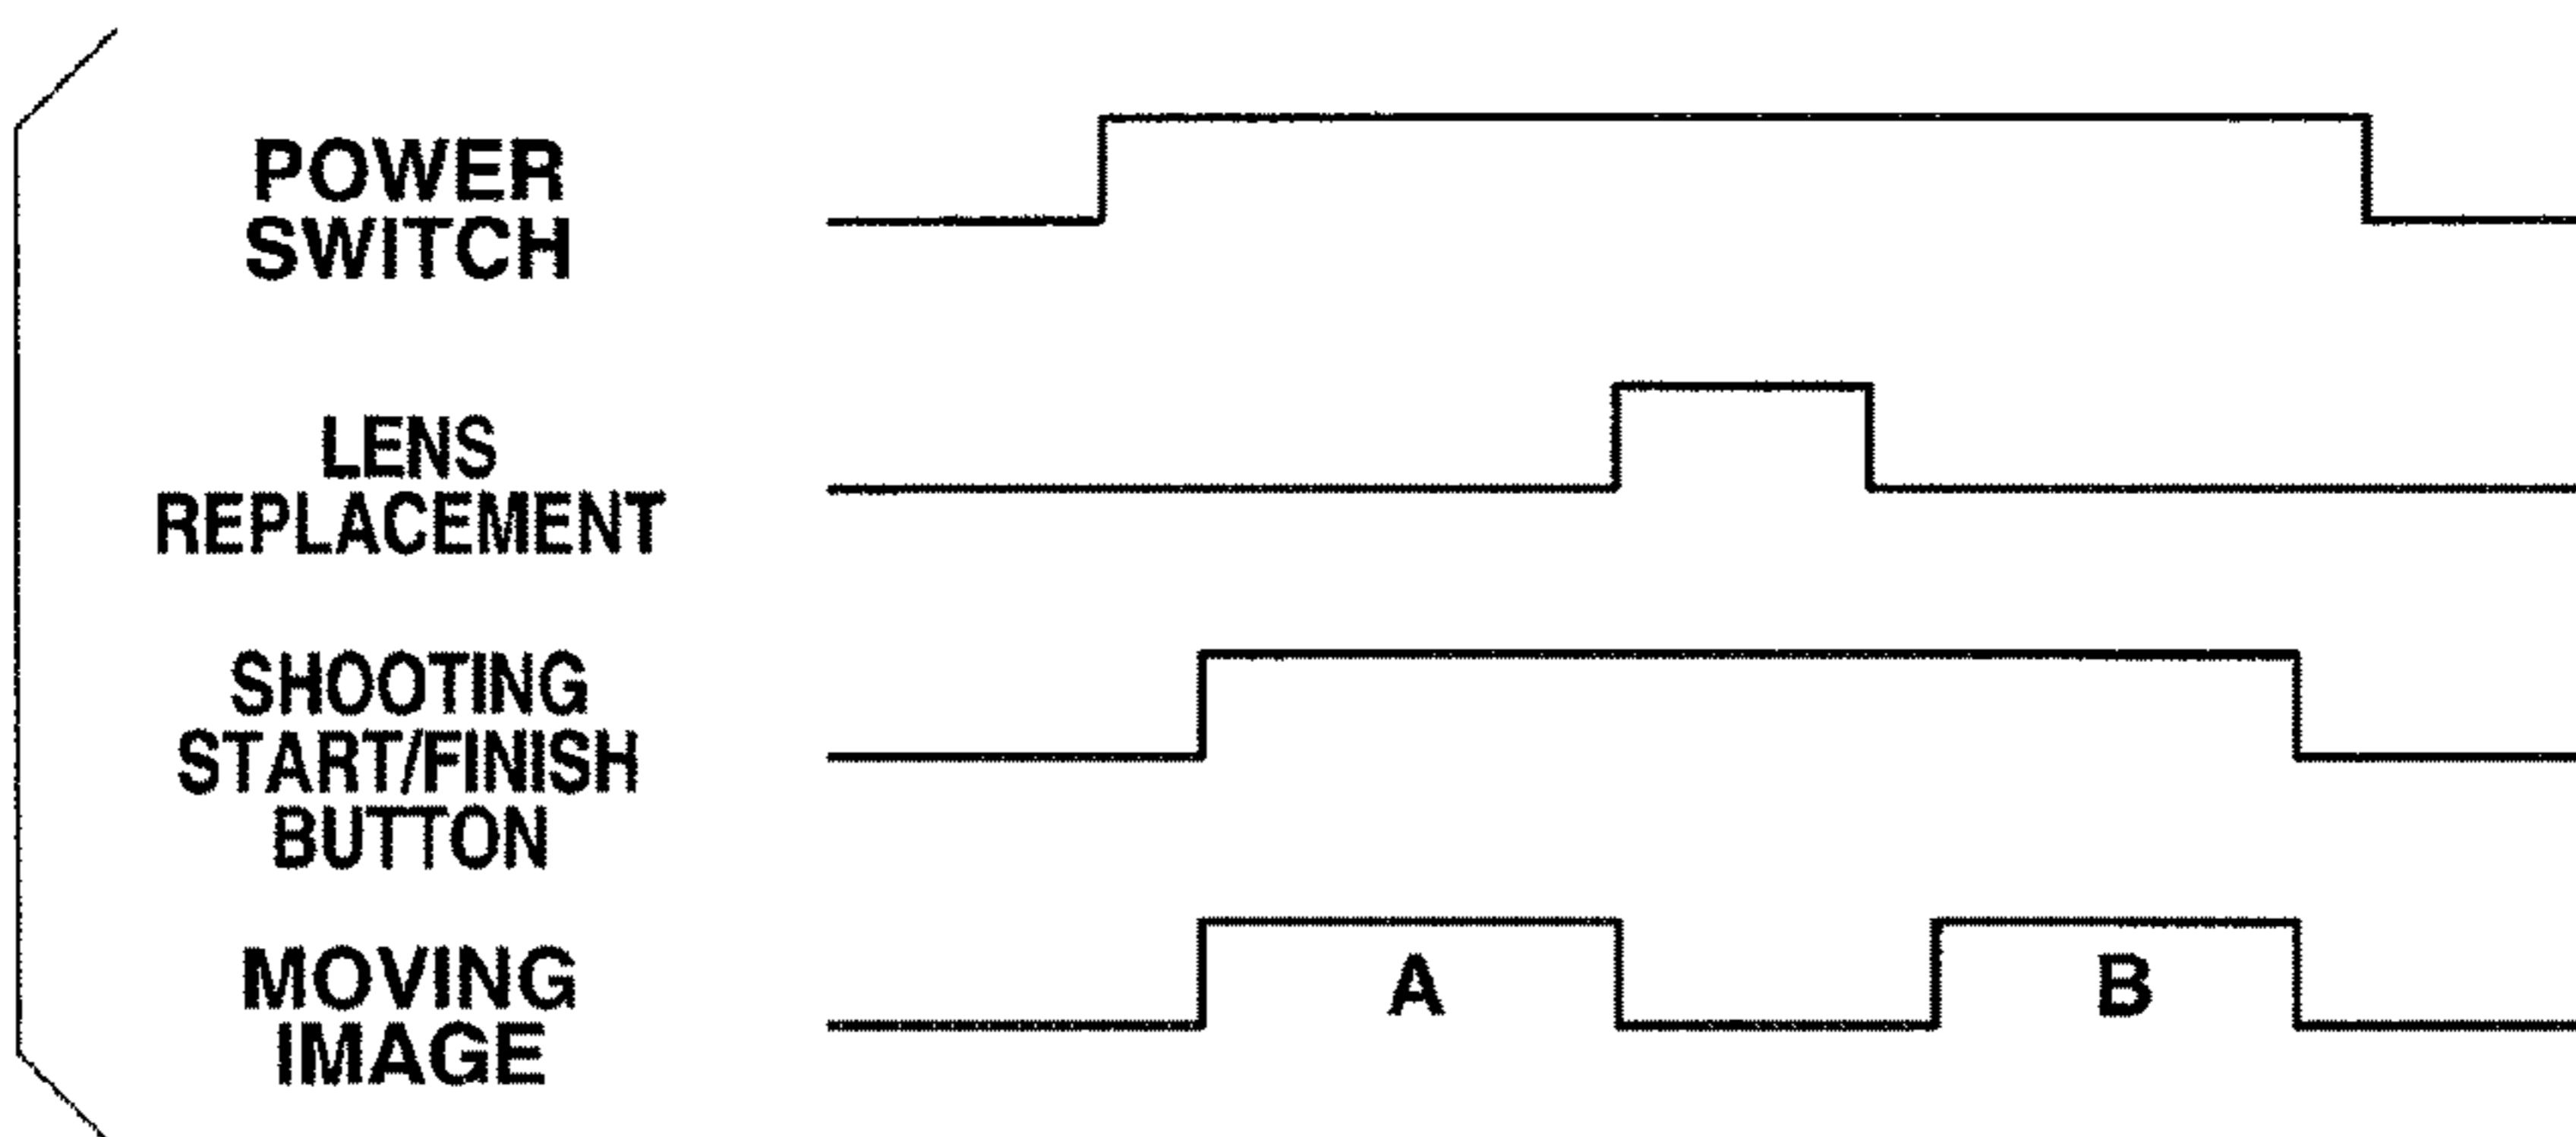 POWER
SWITCH
LENS
REPLACEMENT
SHOOTING
START/FINISH
BUTTON
MOVING
IMAGE
A
B